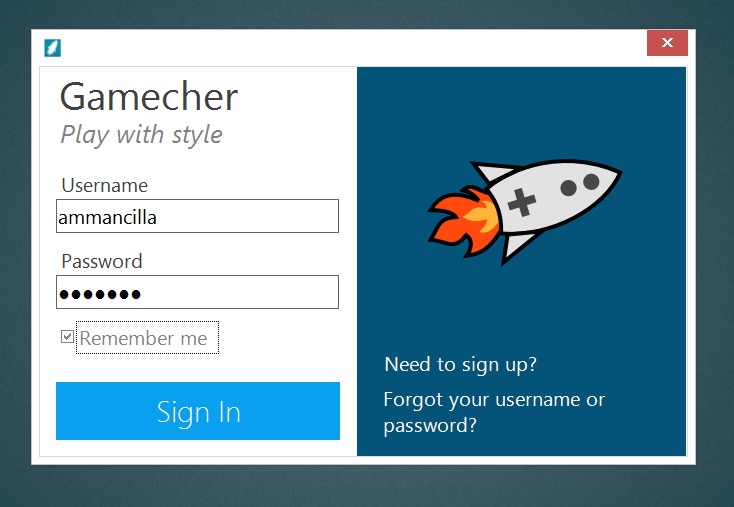 Gamecher
Play with style
Username
ammancilla
Password
•••••••
Remember me
Sign In
Need to sign up?
Forgot your username or
password?